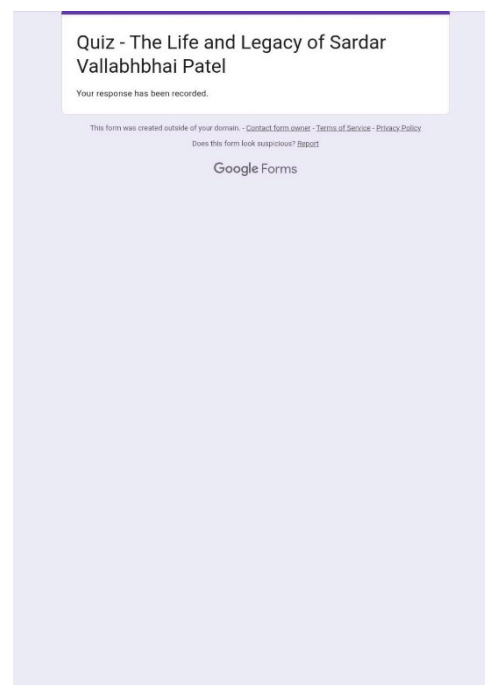 Quiz - The Life and Legacy of Sardar
Vallabhbhai Patel
Your response has been recorded.
This form was created outside of your domain. - Contact form owner - Terms of Service - Privacy Policy
Does this form look suspicious? Report
Google Forms